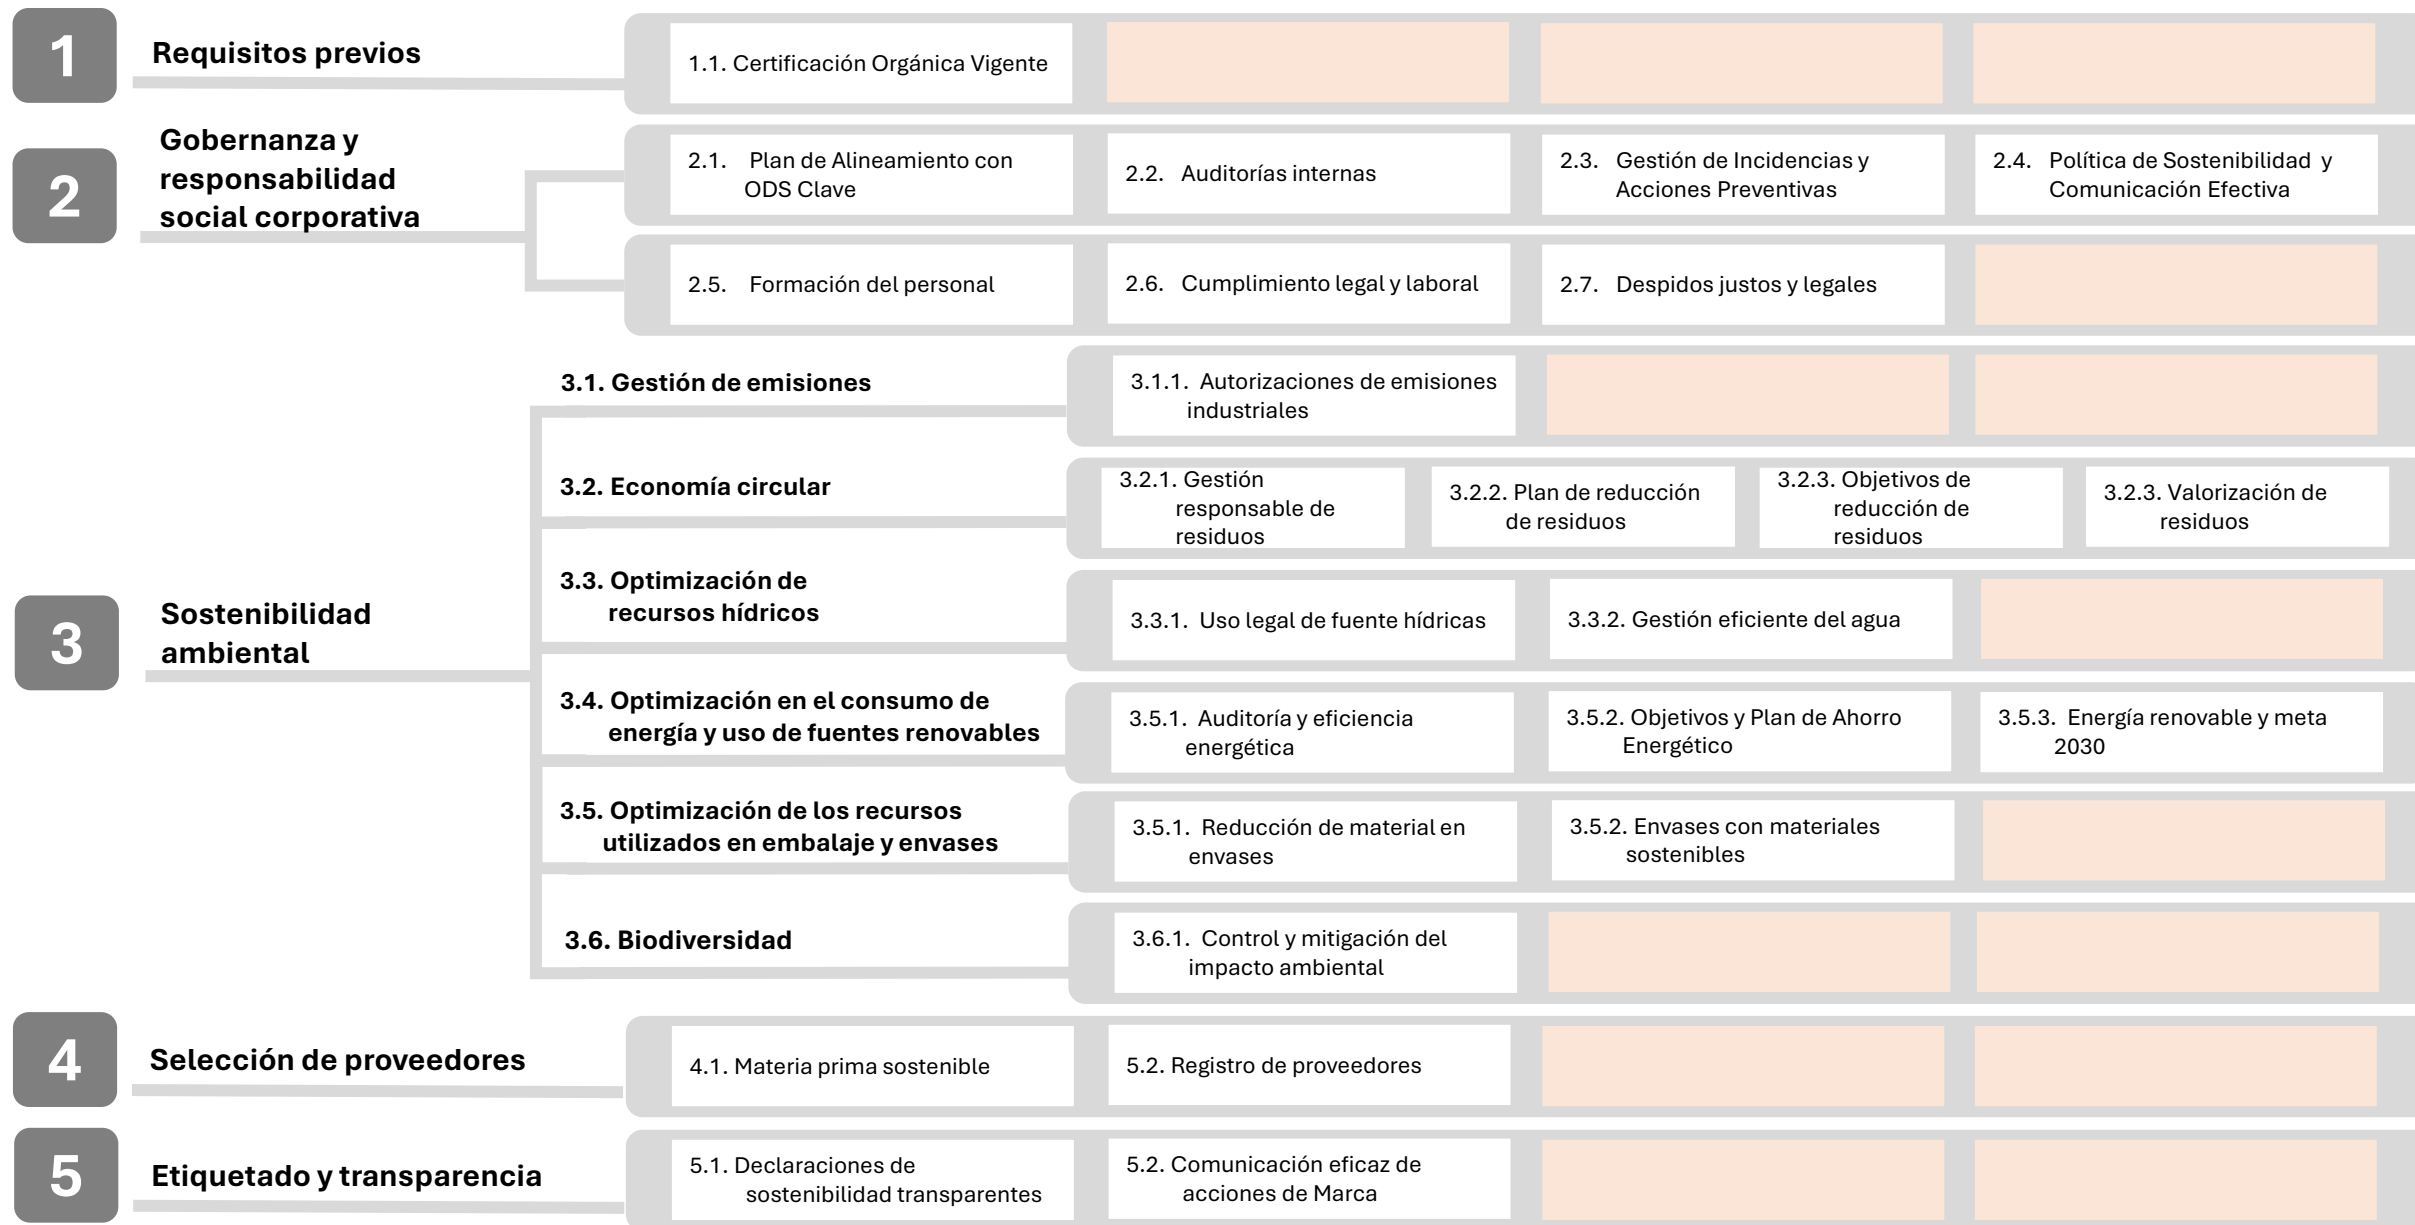 1
Requisitos previos
1.1. Certificación Orgánica Vigente
2
Gobernanza y
responsabilidad
social corporativa
2.1. Plan de Alineamiento con
ODS Clave
2.2. Auditorías internas
2.3. Gestión de Incidencias y
Acciones Preventivas
2.4. Política de Sostenibilidad y
Comunicación Efectiva
2.5. Formación del personal
2.6. Cumplimiento legal y laboral
2.7. Despidos justos y legales
3
Sostenibilidad
ambiental
3.1. Gestión de emisiones
3.1.1. Autorizaciones de emisiones
industriales
3.2. Economía circular
3.2.1. Gestión
responsable de
residuos
3.2.2. Plan de reducción
de residuos
3.2.3. Objetivos de
reducción de
residuos
3.2.3. Valorización de
residuos
3.3. Optimización de
recursos hídricos
3.3.1. Uso legal de fuente hídricas
3.3.2. Gestión eficiente del agua
3.4. Optimización en el consumo de
energía y uso de fuentes renovables
3.5.1. Auditoría y eficiencia
energética
3.5.2. Objetivos y Plan de Ahorro
Energético
3.5.3. Energía renovable y meta
2030
3.5. Optimización de los recursos
utilizados en embalaje y envases
3.5.1. Reducción de material en
envases
3.5.2. Envases con materiales
sostenibles
3.6. Biodiversidad
3.6.1. Control y mitigación del
impacto ambiental
4
Selección de proveedores
4.1. Materia prima sostenible
5.2. Registro de proveedores
5
Etiquetado y transparencia
5.1. Declaraciones de
sostenibilidad transparentes
5.2. Comunicación eficaz de
acciones de Marca